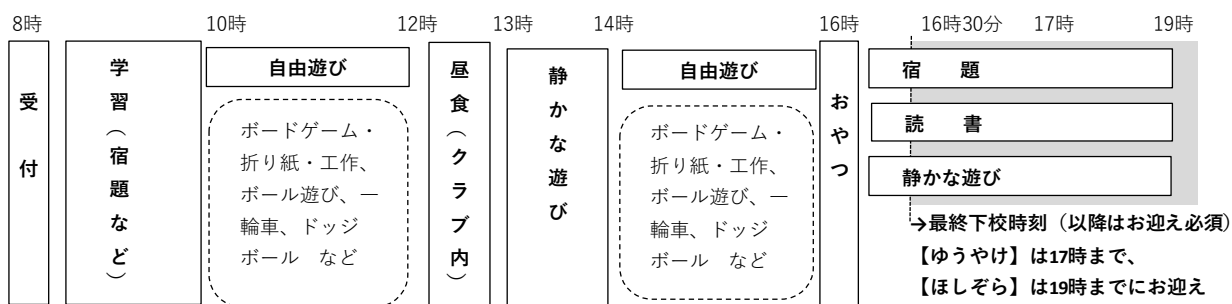 8時
10時
12時
13時
14時
16時
16時30分
17時
19時
受付
学習(宿題など)
自由遊び
ボードゲーム・
折り紙・工作、
ボール遊び、一
輪車、ドッジ
ボール　など
昼食(クラブ内)
静かな遊び
自由遊び
ボードゲーム・
折り紙・工作、
ボール遊び、一
輪車、ドッジ
ボール　など
おやつ
宿　題
読　書
静かな遊び
→最終下校時刻（以降はお迎え必須)
【ゆうやけ】は17時まで、
【ほしぞら】は19時までにお迎え